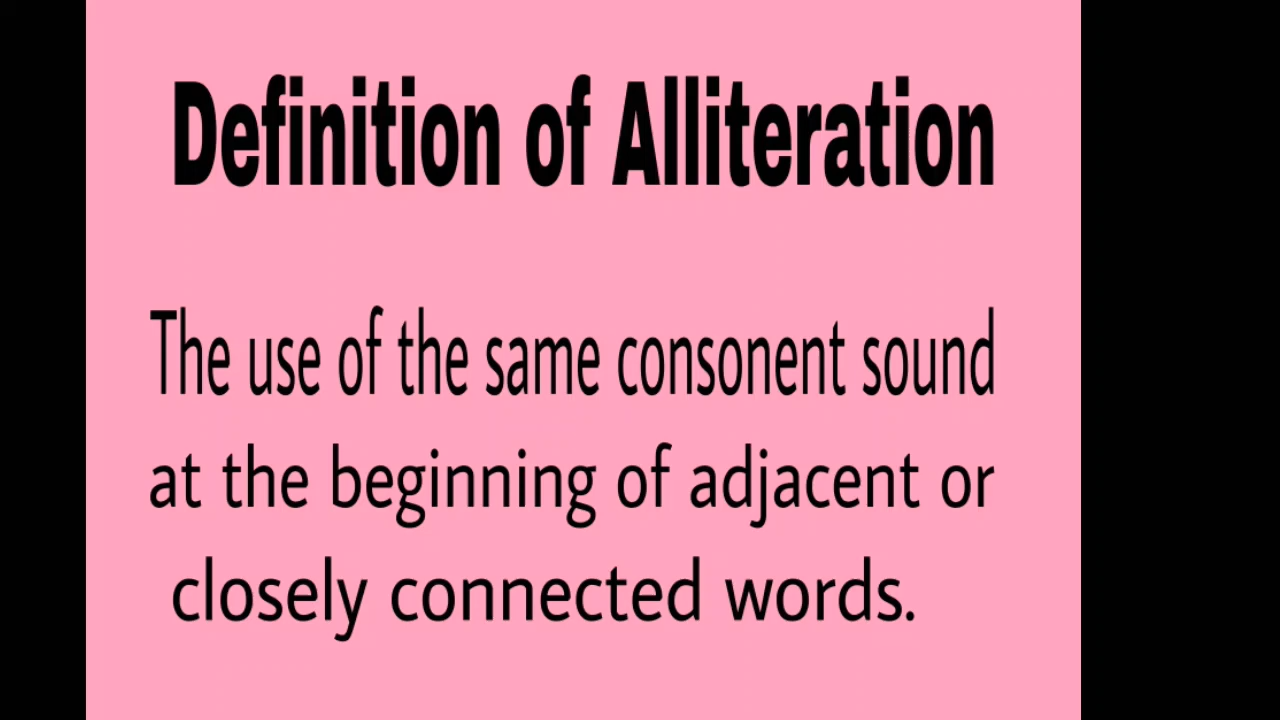 Definition of Alliteration
The use of the same consonent sound
at the beginning of adjacent or
closely connected words.